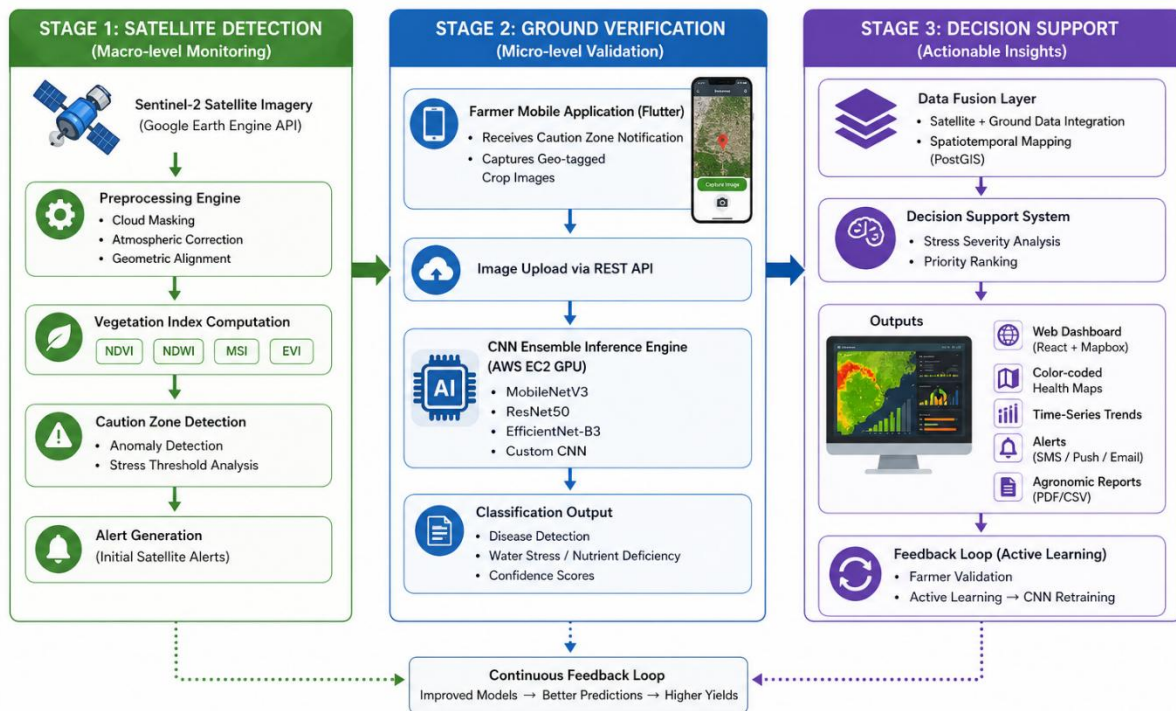 STAGE 1: SATELLITE DETECTION
(Macro-level Monitoring)
Sentinel-2 Satellite Imagery
(Google Earth Engine API)
Preprocessing Engine
• Cloud Masking
• Atmospheric Correction
• Geometric Alignment
Vegetation Index Computation
NDVI NDWI MSI EVI
Caution Zone Detection
• Anomaly Detection
• Stress Threshold Analysis
Alert Generation
(Initial Satellite Alerts)
STAGE 2: GROUND VERIFICATION
(Micro-level Validation)
Farmer Mobile Application (Flutter)
• Receives Caution Zone Notification
• Captures Geo-tagged
Crop Images
Capture Image
Image Upload via REST API
AI
CNN Ensemble Inference Engine
(AWS EC2 GPU)
• MobileNetV3
• ResNet50
• EfficientNet-B3
• Custom CNN
Classification Output
• Disease Detection
• Water Stress / Nutrient Deficiency
• Confidence Scores
STAGE 3: DECISION SUPPORT
(Actionable Insights)
Data Fusion Layer
• Satellite + Ground Data Integration
• Spatiotemporal Mapping
(PostGIS)
Decision Support System
• Stress Severity Analysis
• Priority Ranking
Outputs
Web Dashboard
(React + Mapbox)
Color-coded
Health Maps
Time-Series Trends
Alerts
(SMS / Push / Email)
Agronomic Reports
(PDF/CSV)
Feedback Loop (Active Learning)
• Farmer Validation
• Active Learning → CNN Retraining
Continuous Feedback Loop
Improved Models → Better Predictions → Higher Yields